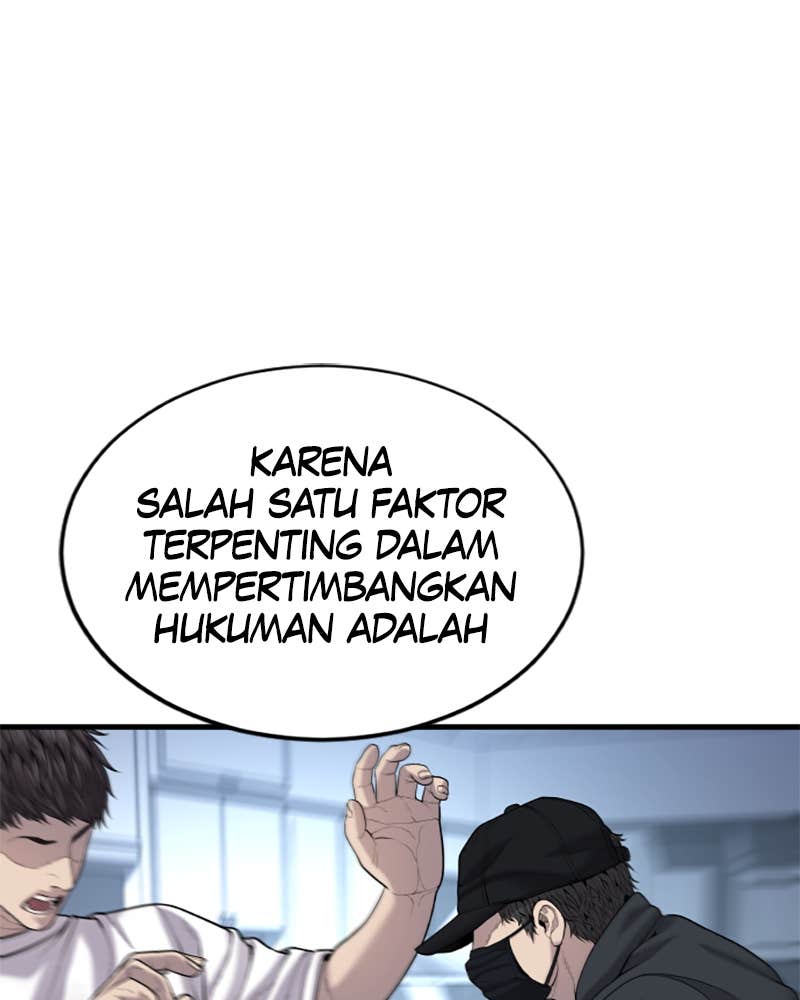 KARENA
SALAH SATU FAKTOR
TERPENTING DALAM
MEMPERTIMBANGKAN
HUKUMAN ADALAH